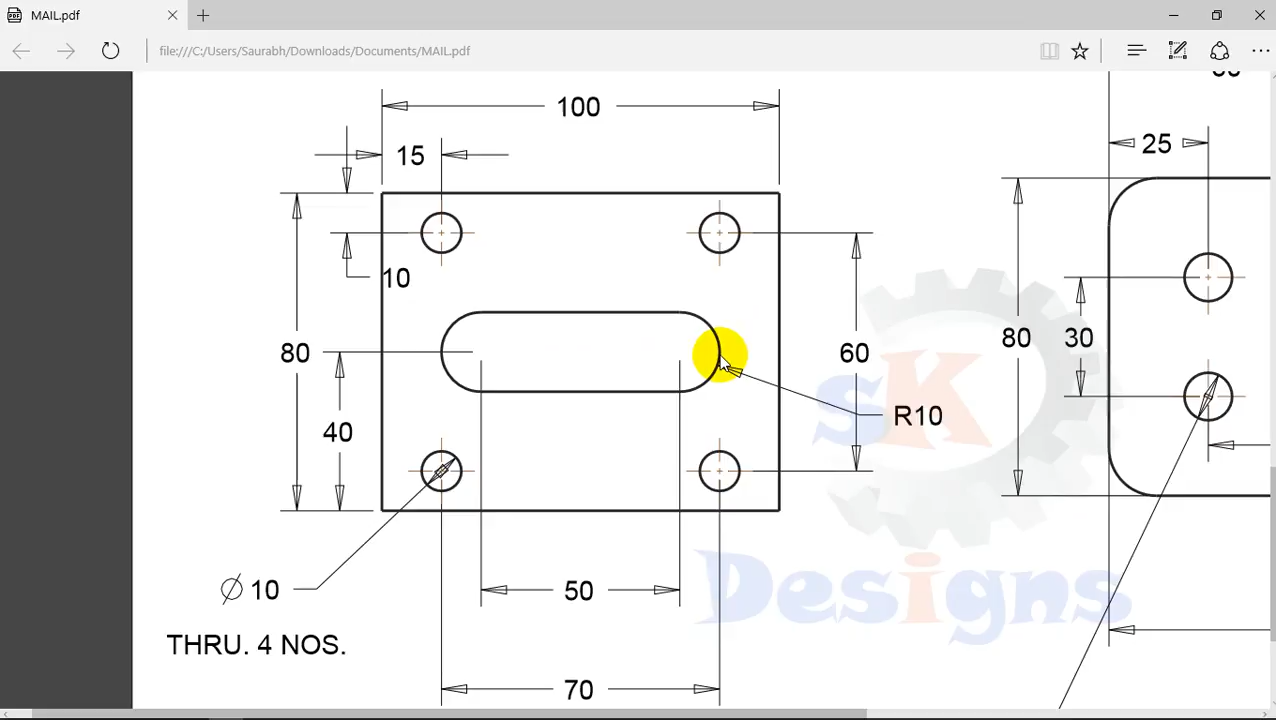 MAIL.pdf
file:///C:/Users/Saurabh/Downloads/Documents/MAIL.pdf
100
15
25
10
80
60
80
30
40
R10
SK
Designs
Ø 10
50
THRU. 4 NOS.
70